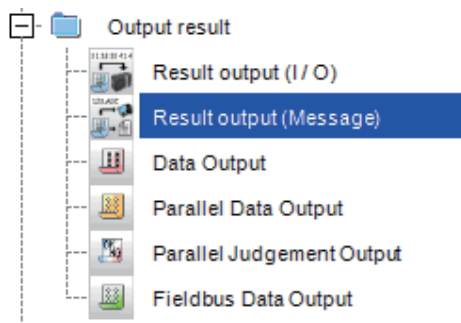 Output result
Result output (I / O)
Result output (Message)
Data Output
Parallel Data Output
Parallel Judgement Output
Fieldbus Data Output